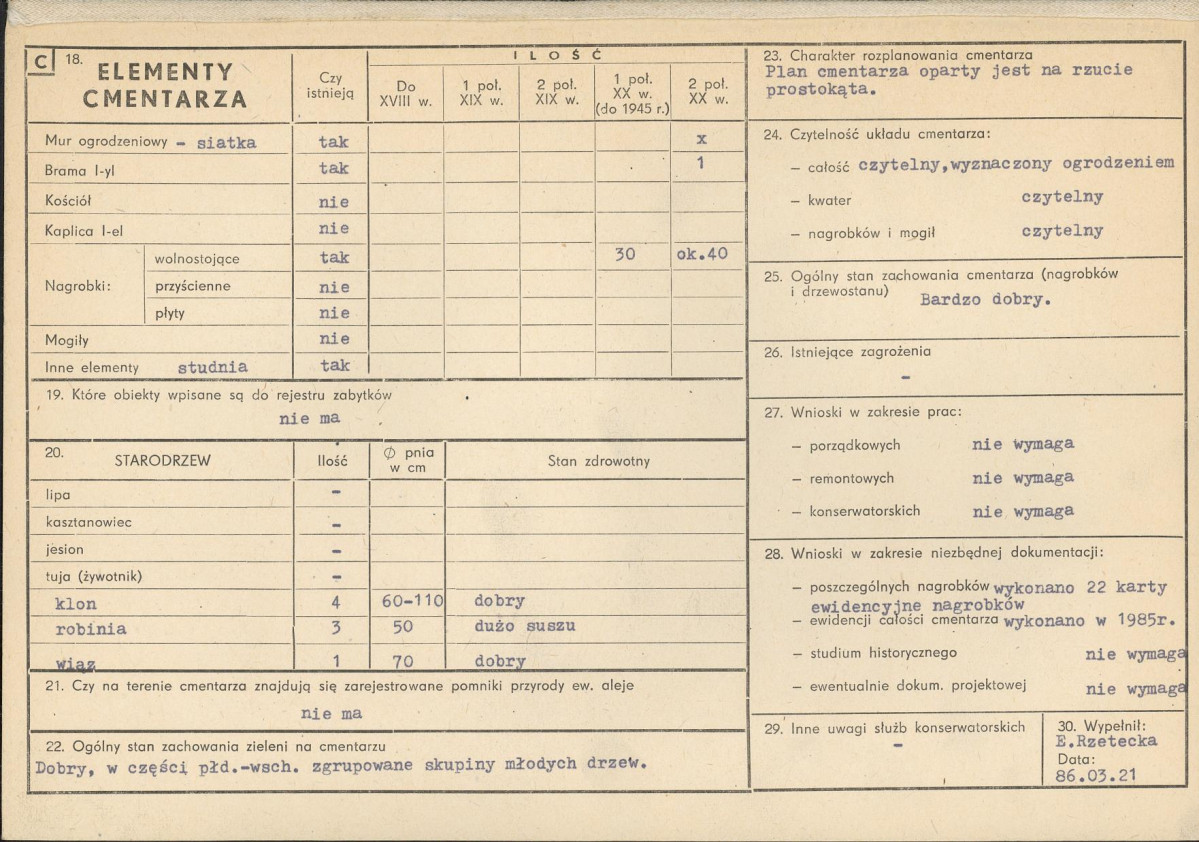 C 18. ELEMENTY CMENTARZA
Czy istnieją
ILOŚĆ
Do XVIII w.
1 poł. XIX w.
2 poł. XIX w.
1 poł. XX w. (do 1945 r.)
2 poł. XX w.
Mur ogrodzeniowy - siatka tak x
Brama I-yl tak 1
Kościół nie
Kaplica I-el nie
Nagrobki:
wolnostojące tak 30 ok.40
przyścienne nie
płyty nie
Mogiły nie
Inne elementy studnia tak
19. Które obiekty wpisane są do rejestru zabytków
nie ma
20. STARODRZEW Ilość Ø pnia w cm Stan zdrowotny
lipa -
kasztanowiec -
jesion -
tuja (żywotnik) -
klon 4 60-110 dobry
robinia 3 50 dużo suszu
wiąz 1 70 dobry
21. Czy na terenie cmentarza znajdują się zarejestrowane pomniki przyrody ew. aleje
nie ma
22. Ogólny stan zachowania zieleni na cmentarzu
Dobry, w części płd.-wsch. zgrupowane skupiny młodych drzew.
23. Charakter rozplanowania cmentarza
Plan cmentarza oparty jest na rzucie
prostokąta.
24. Czytelność układu cmentarza:
— całość czytelny,wyznaczony ogrodzeniem
— kwater czytelny
— nagrobków i mogił czytelny
25. Ogólny stan zachowania cmentarza (nagrobków
i drzewostanu) Bardzo dobry.
26. Istniejące zagrożenia
-
27. Wnioski w zakresie prac:
— porządkowych nie wymaga
— remontowych nie wymaga
— konserwatorskich nie wymaga
28. Wnioski w zakresie niezbędnej dokumentacji:
— poszczególnych nagrobków wykonano 22 karty
ewidencyjne nagrobków
— ewidencji całości cmentarza wykonano w 1985r.
— studium historycznego nie wymaga
— ewentualnie dokum. projektowej nie wymaga
29. Inne uwagi służb konserwatorskich
-
30. Wypełnił:
E.Rzetecka
Data:
86.03.21